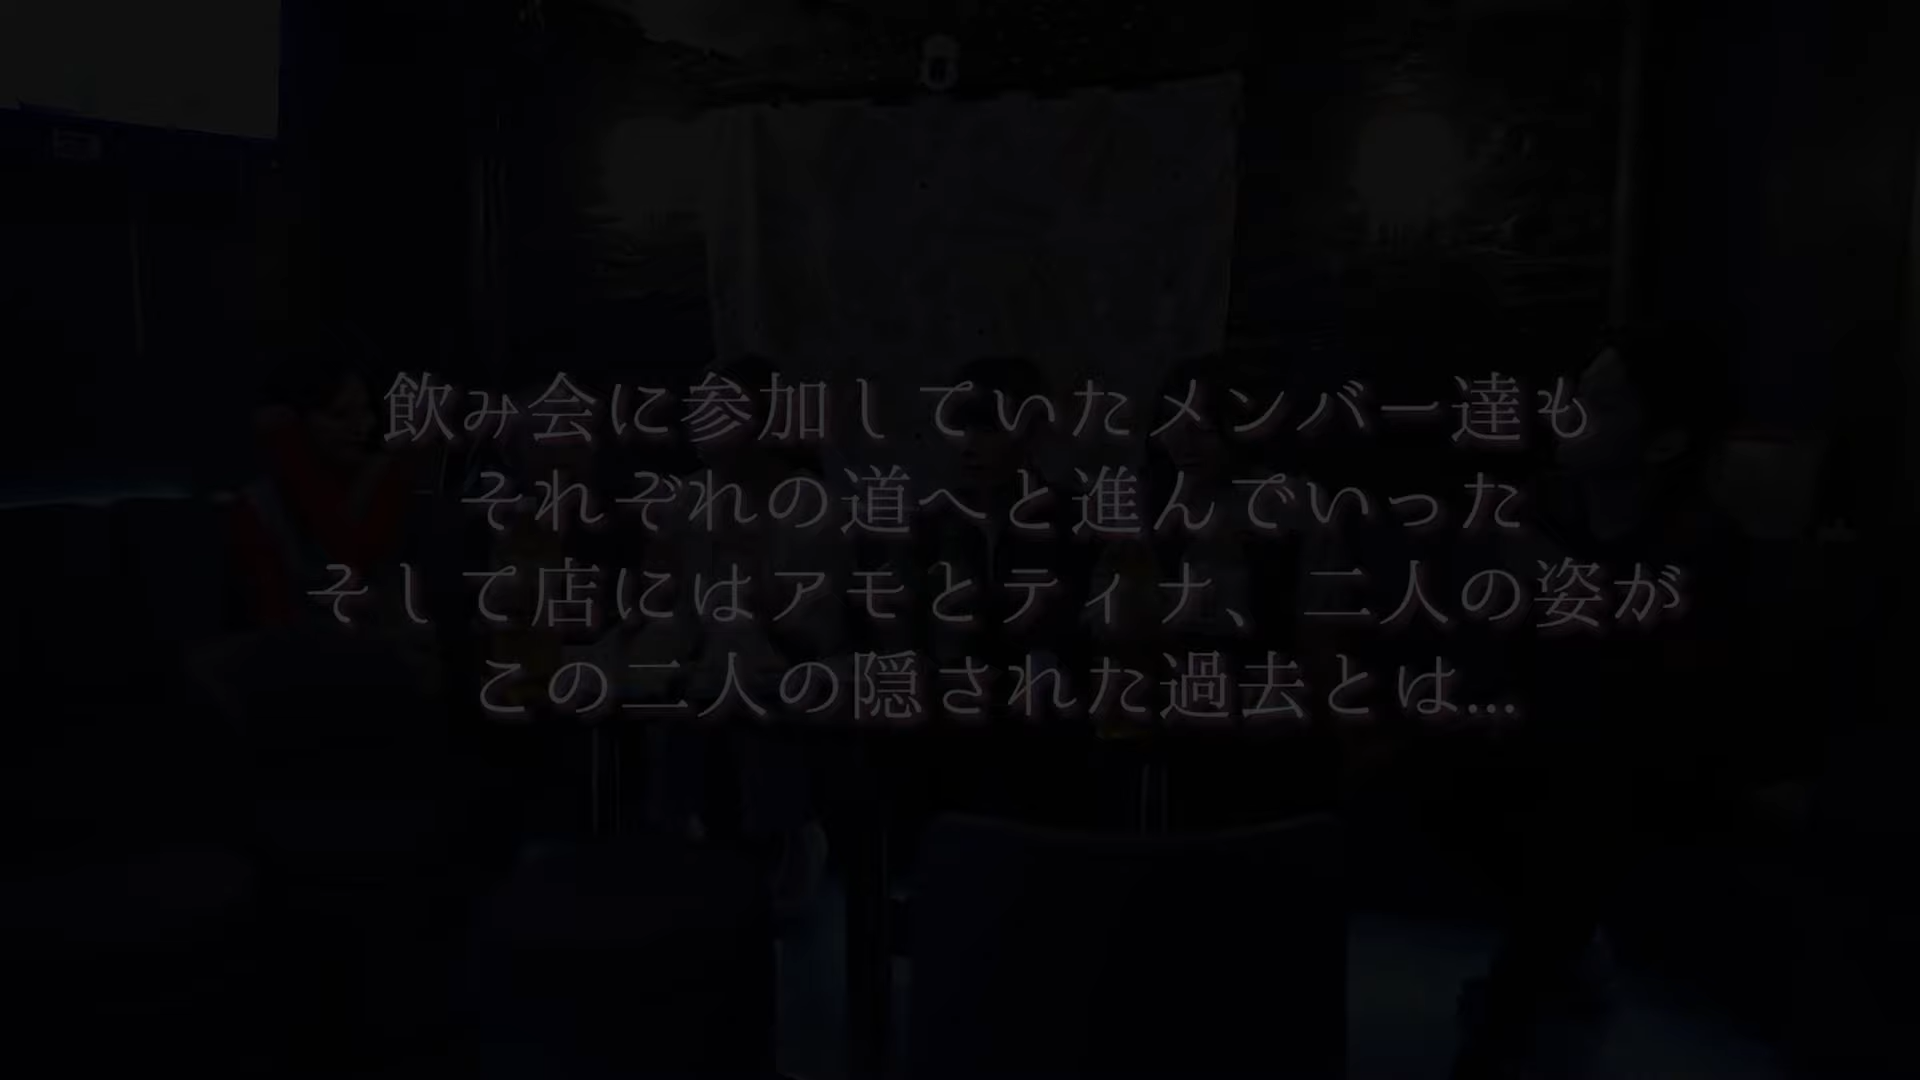 飲み会に参加していたメンバー達も
それぞれの道へと進んでいった
そして店にはアモとティナ、二人の姿が
この二人の隠された過去とは...